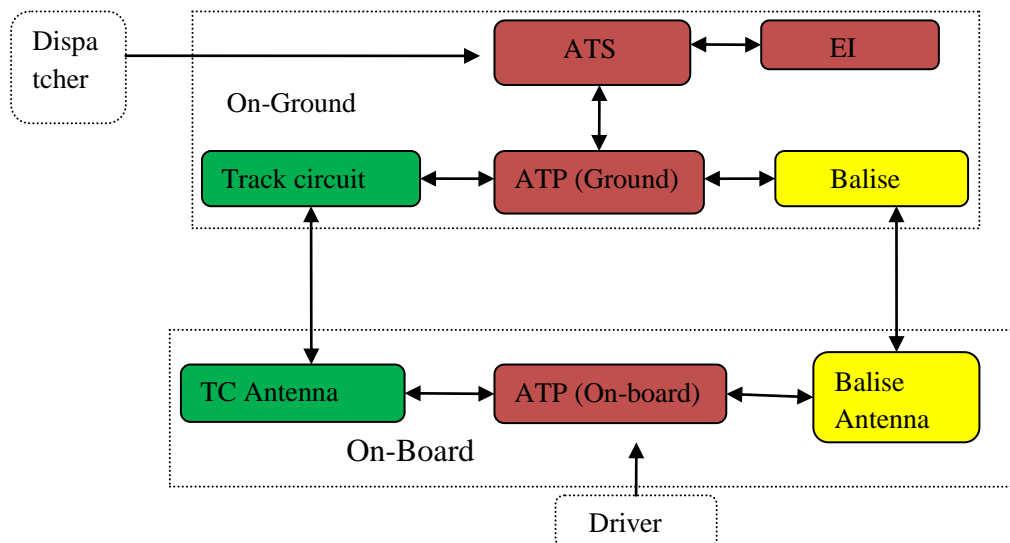 Dispa
tcher
ATS
EI
On-Ground
Track circuit
ATP (Ground)
Balise
TC Antenna
ATP (On-board)
Balise
Antenna
On-Board
Driver